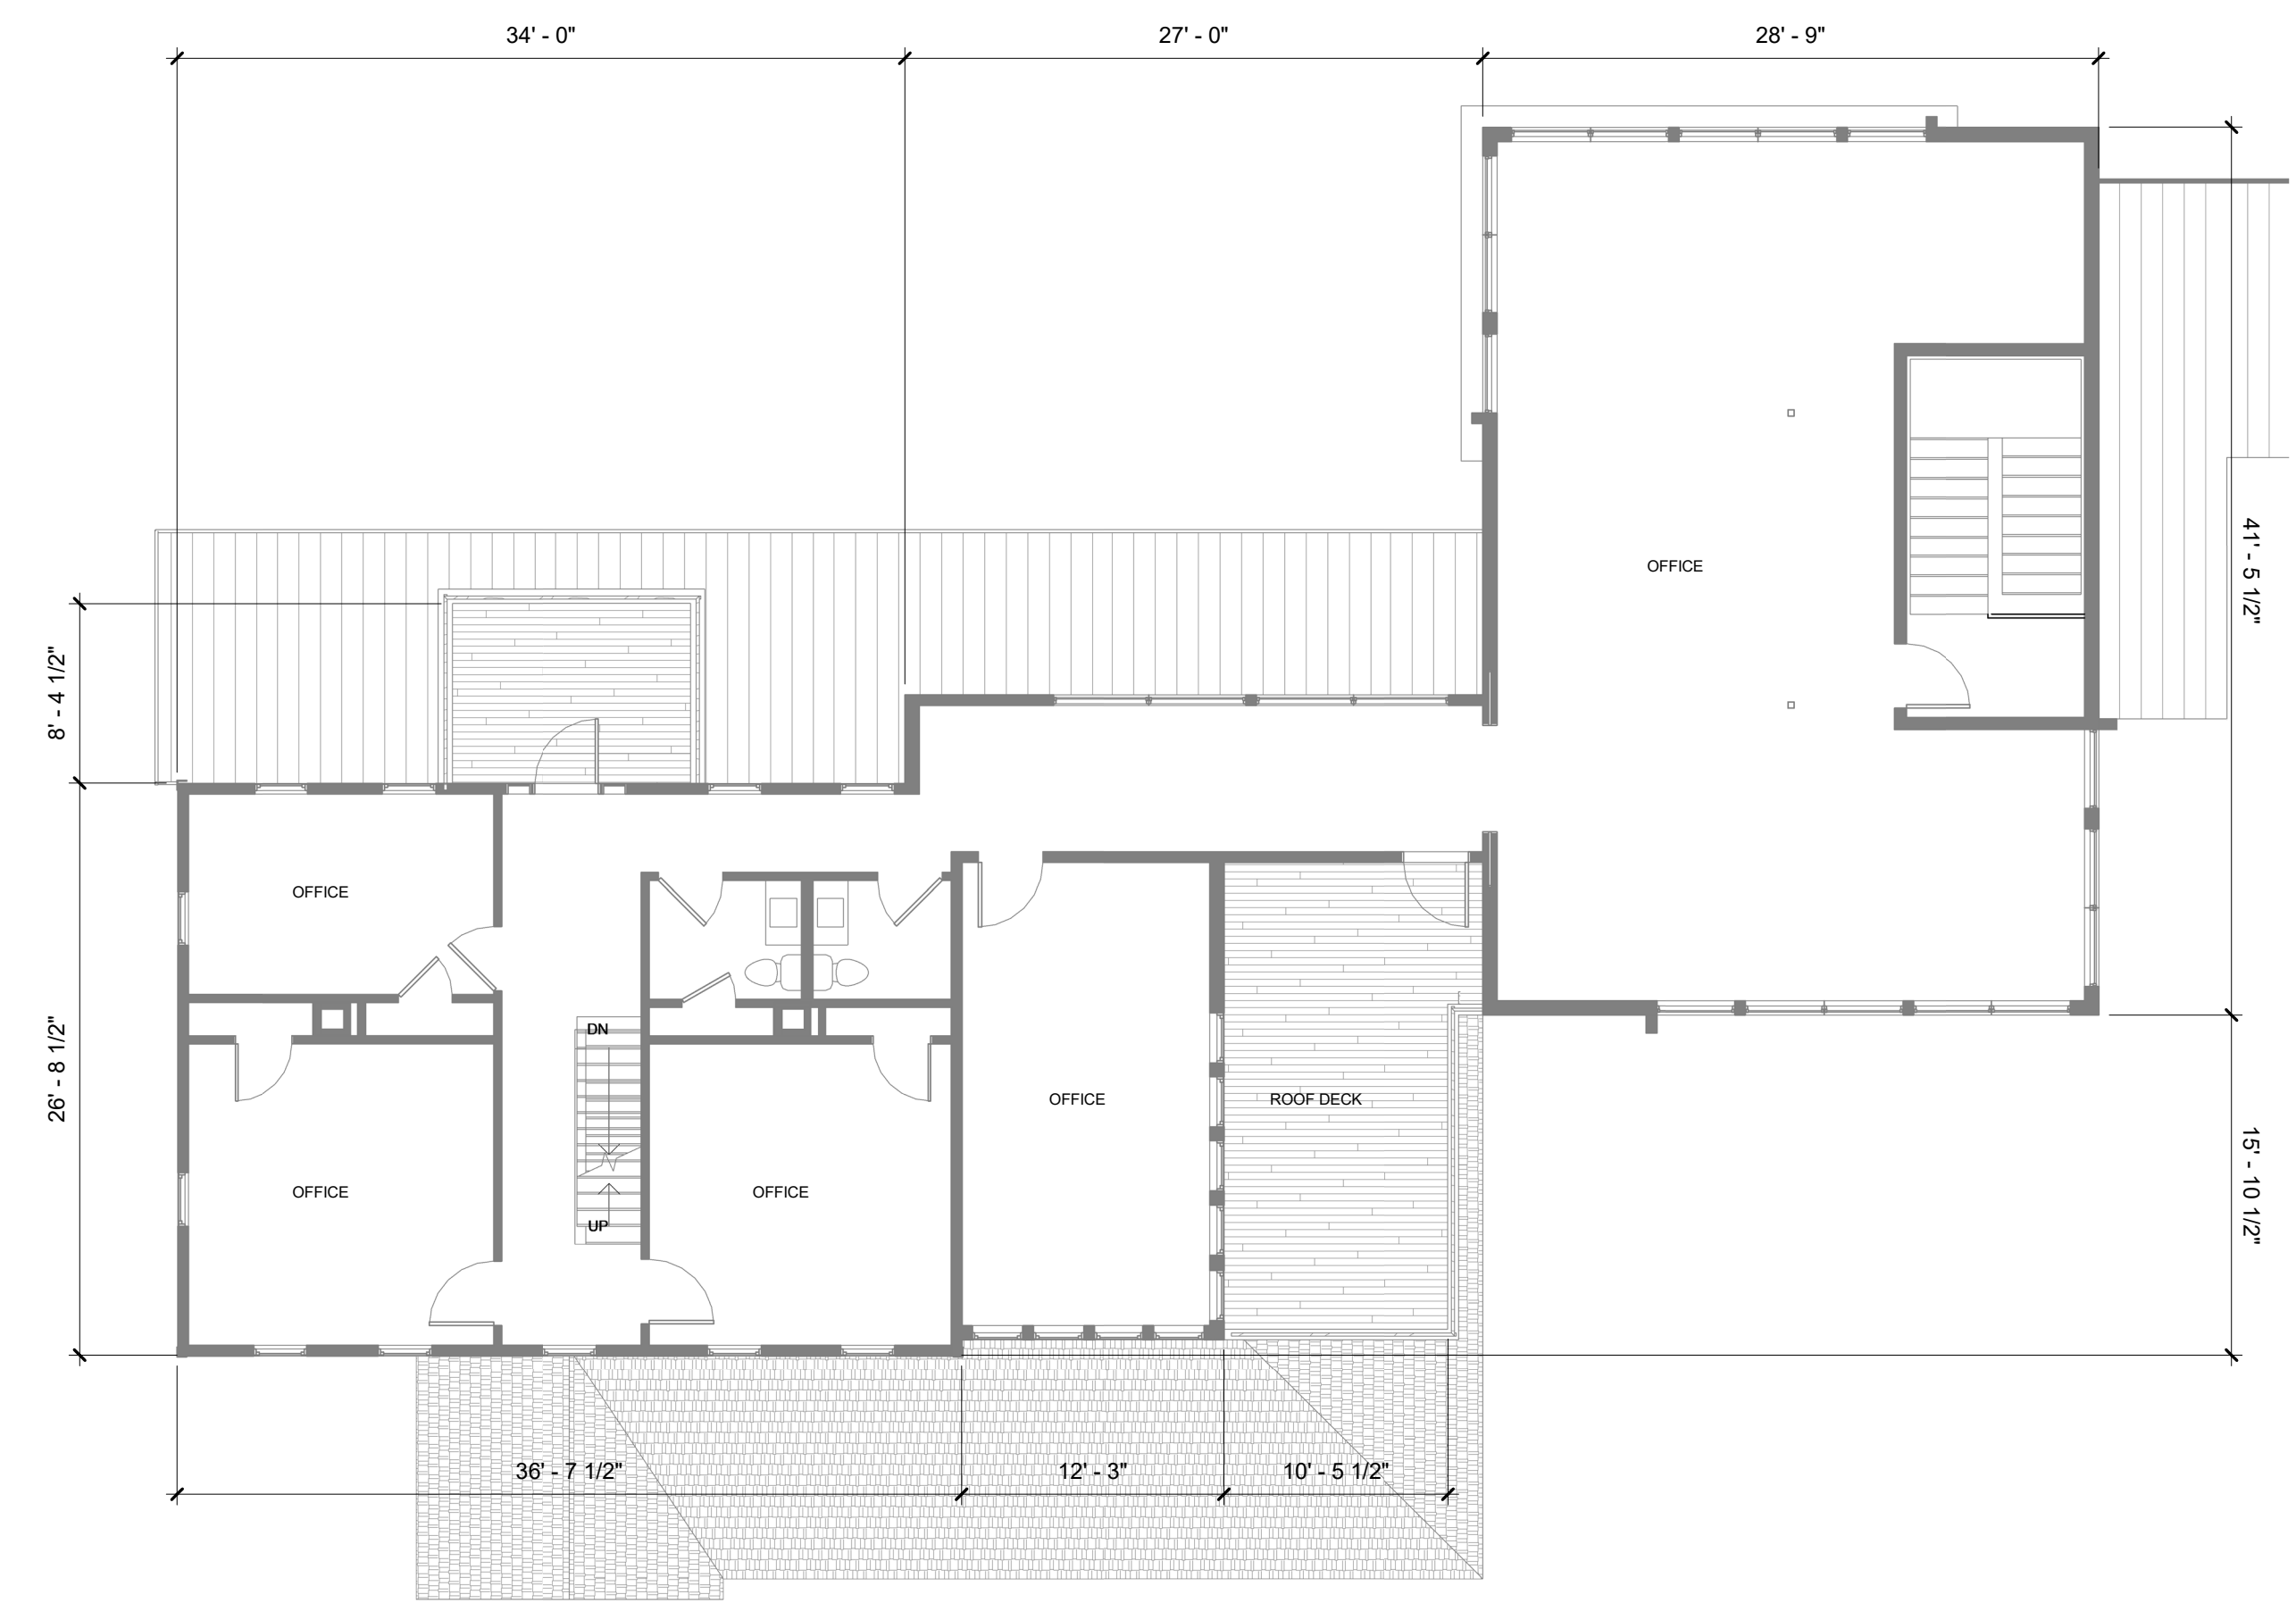 34' - 0"
27' - 0"
28' - 9"
41' - 5 1/2"
OFFICE
8' - 4 1/2"
OFFICE
DN
26' - 8 1/2"
OFFICE
ROOF DECK
15' - 10 1/2"
OFFICE
OFFICE
UP
36' - 7 1/2"
12' - 3"
10' - 5 1/2"